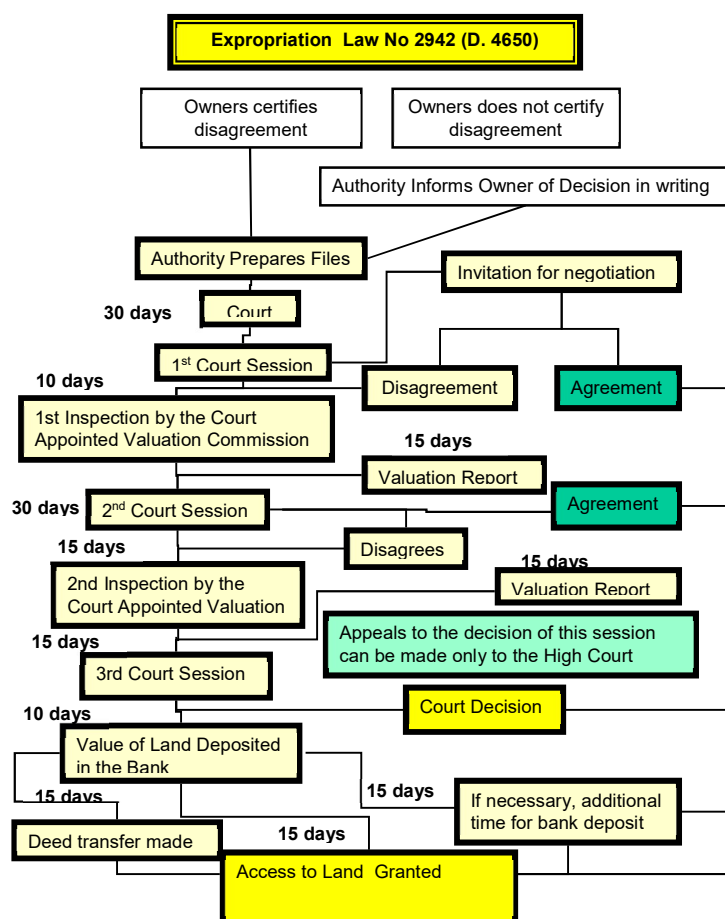 Expropriation Law No 2942 (D. 4650)
Owners certifies
disagreement
Owners does not certify
disagreement
Authority Informs Owner of Decision in writing
Authority Prepares Files
Invitation for negotiation
30 days
Court
1st Court Session
10 days
Disagreement
Agreement
1st Inspection by the Court
Appointed Valuation Commission
15 days
Valuation Report
30 days
2nd Court Session
Agreement
15 days
Disagrees
15 days
2nd Inspection by the
Court Appointed Valuation
Valuation Report
Appeals to the decision of this session
can be made only to the High Court
15 days
3rd Court Session
Court Decision
10 days
Value of Land Deposited
in the Bank
15 days
15 days
If necessary, additional
time for bank deposit
Deed transfer made
15 days
Access to Land Granted